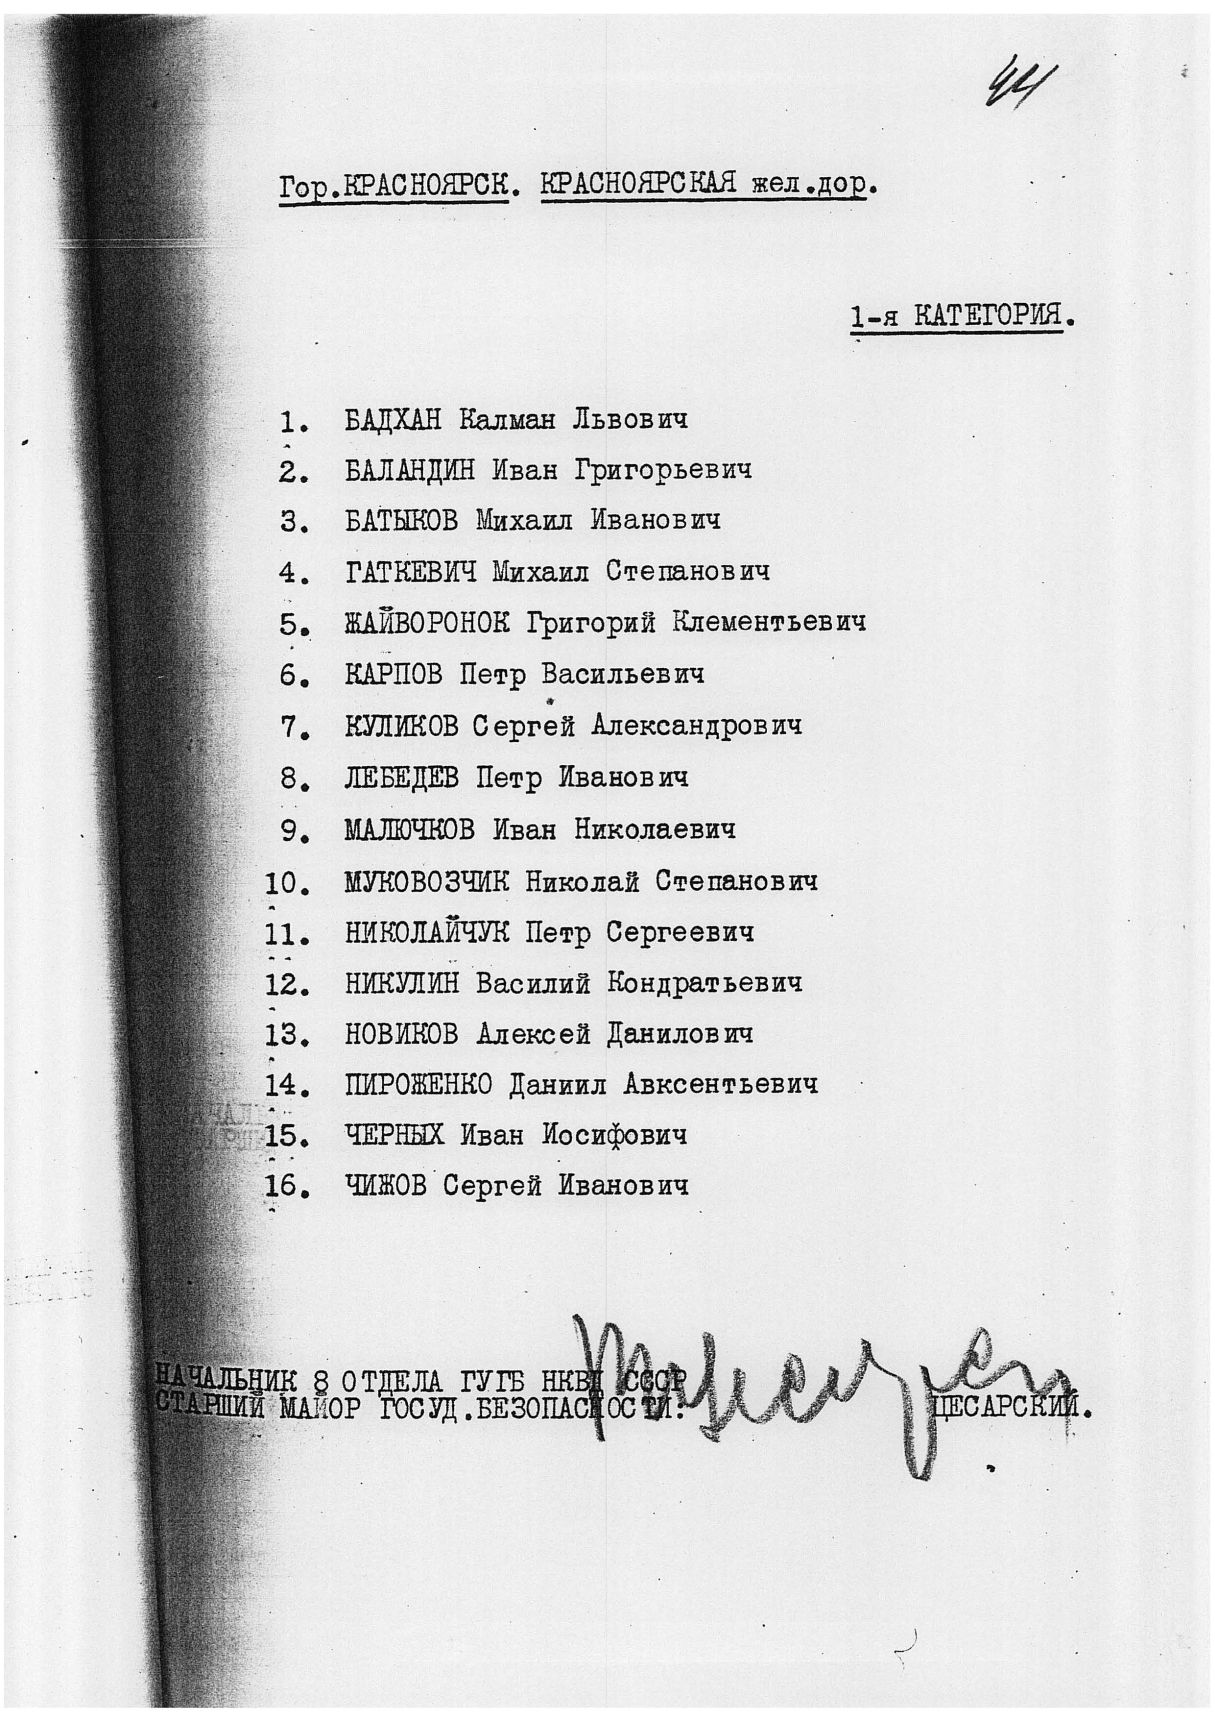 44
Гор.КРАСНОЯРСК. КРАСНОЯРСКАЯ жел.дор.
1-я КАТЕГОРИЯ.
1. БАДХАН Калман Львович
2. БАЛАНДИН Иван Григорьевич
3. БАТЫКОВ Михаил Иванович
4. ГАТКЕВИЧ Михаил Степанович
5. ЖАЙВОРОНОК Григорий Клементьевич
6. КАРПОВ Петр Васильевич
7. КУЛИКОВ Сергей Александрович
8. ЛЕБЕДЕВ Петр Иванович
9. МАЛЮЧКОВ Иван Николаевич
10. МУКОВОЗЧИК Николай Степанович
11. НИКОЛАЙЧУК Петр Сергеевич
12. НИКУЛИН Василий Кондратьевич
13. НОВИКОВ Алексей Данилович
14. ПИРОЖЕНКО Даниил Авксентьевич
15. ЧЕРНЫХ Иван Иосифович
16. ЧИЖОВ Сергей Иванович
НАЧАЛЬНИК 8 ОТДЕЛА ГУГБ НКВД СССР
СТАРШИЙ МАЙОР ГОСУД.БЕЗОПАСНОСТИ: ЦЕСАРСКИЙ.